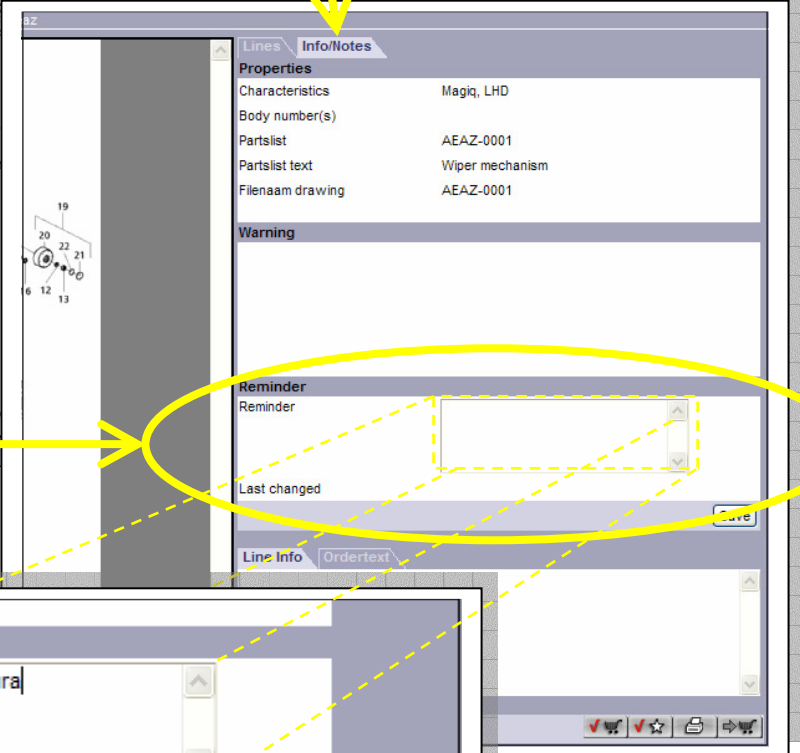 az
Lines Info/Notes
Properties
Characteristics Magiq, LHD
Body number(s)
Partslist AEAZ-0001
Partslist text Wiper mechanism
Filenaam drawing AEAZ-0001
19
20
22
21
6 12
13
Warning
Reminder
Reminder
Last changed
Save
Line Info Ordertext
ra